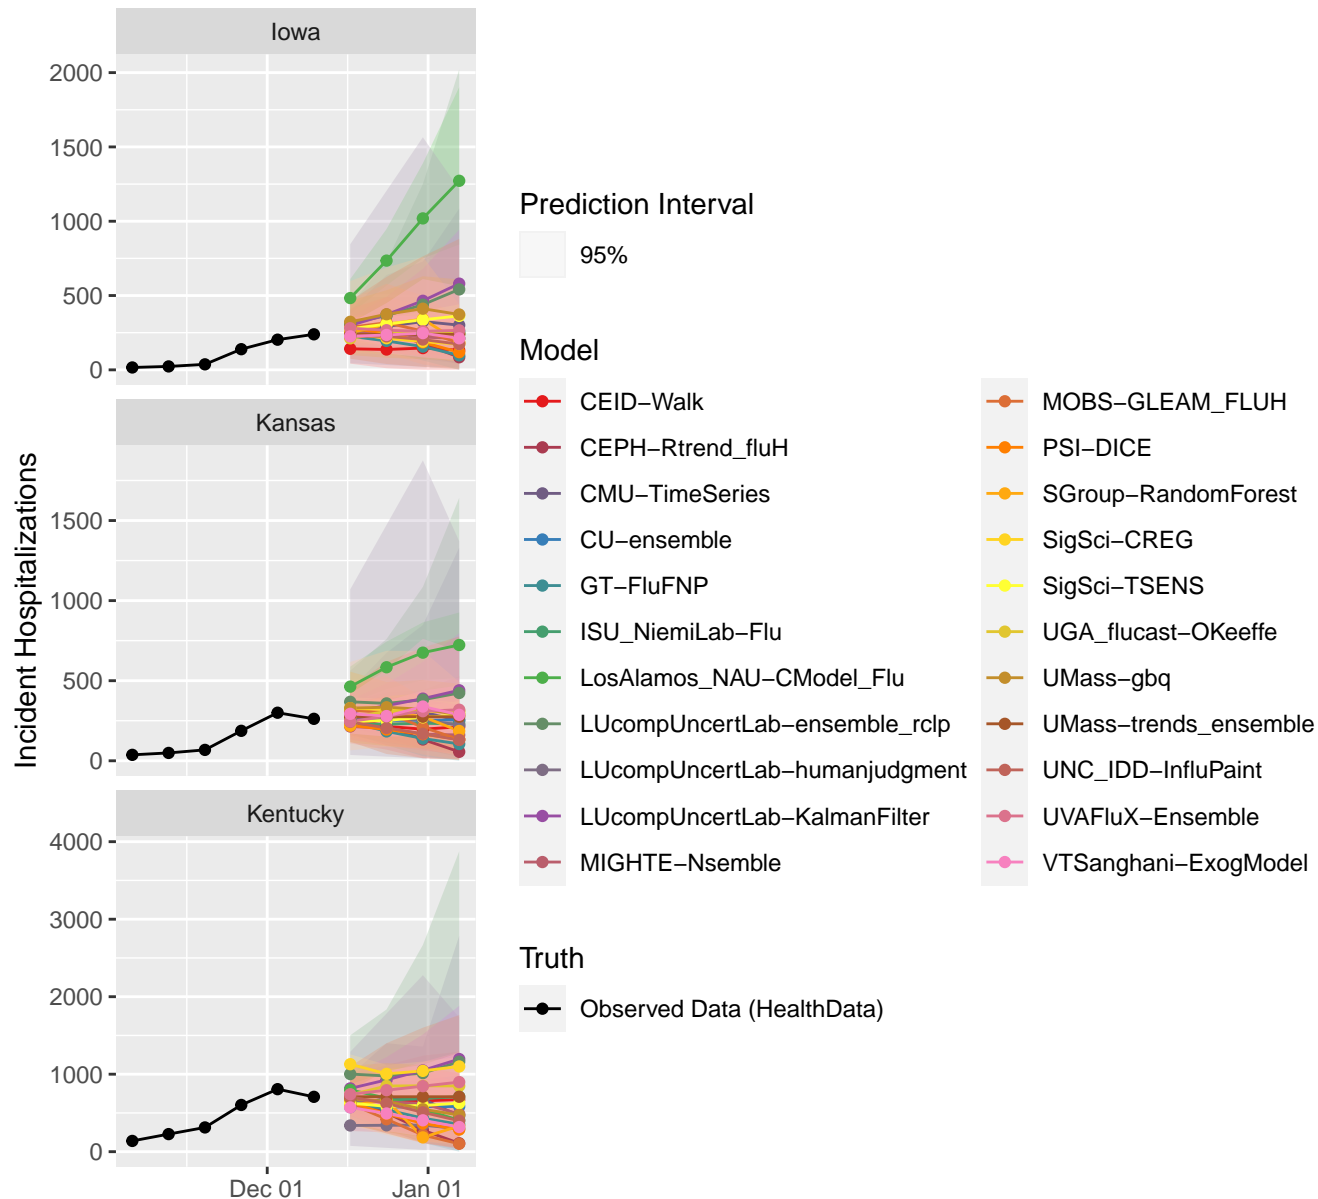 Iowa
2000
1500
1000
500
0
Kansas
1500
1000
500
0
Kentucky
4000
3000
2000
1000
0
Dec 01
Jan 01
Incident Hospitalizations
Prediction Interval
95%
Model
CEID−Walk
CEPH−Rtrend_fluH
CMU−TimeSeries
CU−ensemble
GT−FluFNP
ISU_NiemiLab−Flu
LosAlamos_NAU−CModel_Flu
LUcompUncertLab−ensemble_rclp
LUcompUncertLab−humanjudgment
LUcompUncertLab−KalmanFilter
MIGHTE−Nsemble
MOBS−GLEAM_FLUH
PSI−DICE
SGroup−RandomForest
SigSci−CREG
SigSci−TSENS
UGA_flucast−OKeeffe
UMass−gbq
UMass−trends_ensemble
UNC_IDD−InfluPaint
UVAFluX−Ensemble
VTSanghani−ExogModel
Truth
Observed Data (HealthData)